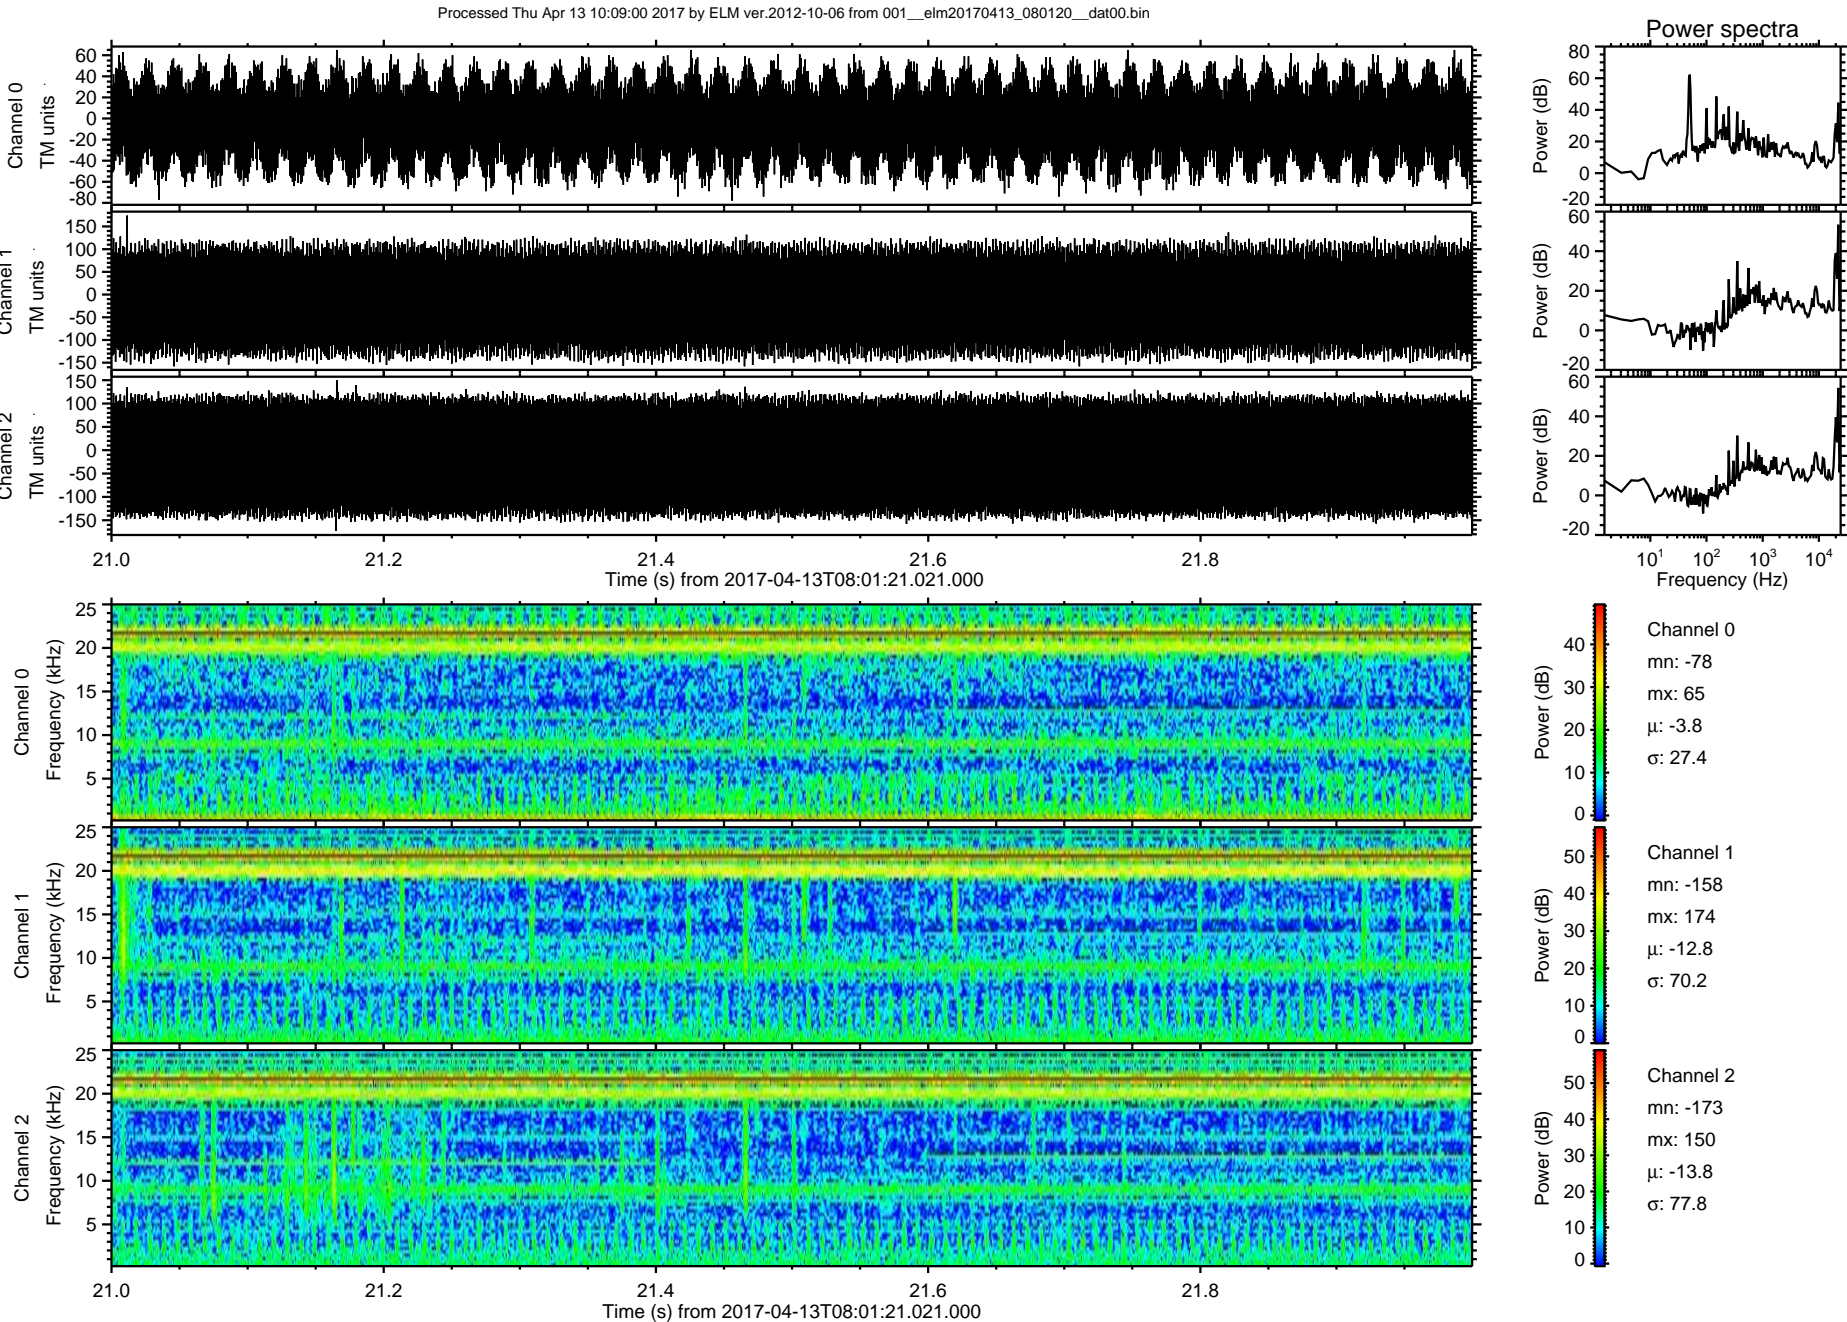 Processed Thu Apr 13 10:09:00 2017 by ELM ver.2012-10-06 from 001__elm20170413_080120__dat00.bin
Power spectra
Channel 0
TM units
60
40
20
0
-20
-40
-60
-80
Power (dB)
80
60
40
20
0
-20
Channel 1
TM units
150
100
50
0
-50
-100
-150
Power (dB)
60
40
20
0
-20
Channel 2
TM units
150
100
50
0
-50
-100
-150
Power (dB)
60
40
20
0
-20
21.0 21.2 21.4 21.6 21.8
Time (s) from 2017-04-13T08:01:21.021.000
10^1 10^2 10^3 10^4
Frequency (Hz)
Channel 0
Frequency (kHz)
25
20
15
10
5
Power (dB)
40
30
20
10
0
Channel 0
mn: -78
mx: 65
μ: -3.8
σ: 27.4
Channel 1
Frequency (kHz)
25
20
15
10
5
Power (dB)
50
40
30
20
10
0
Channel 1
mn: -158
mx: 174
μ: -12.8
σ: 70.2
Channel 2
Frequency (kHz)
25
20
15
10
5
Power (dB)
50
40
30
20
10
0
Channel 2
mn: -173
mx: 150
μ: -13.8
σ: 77.8
21.0 21.2 21.4 21.6 21.8
Time (s) from 2017-04-13T08:01:21.021.000